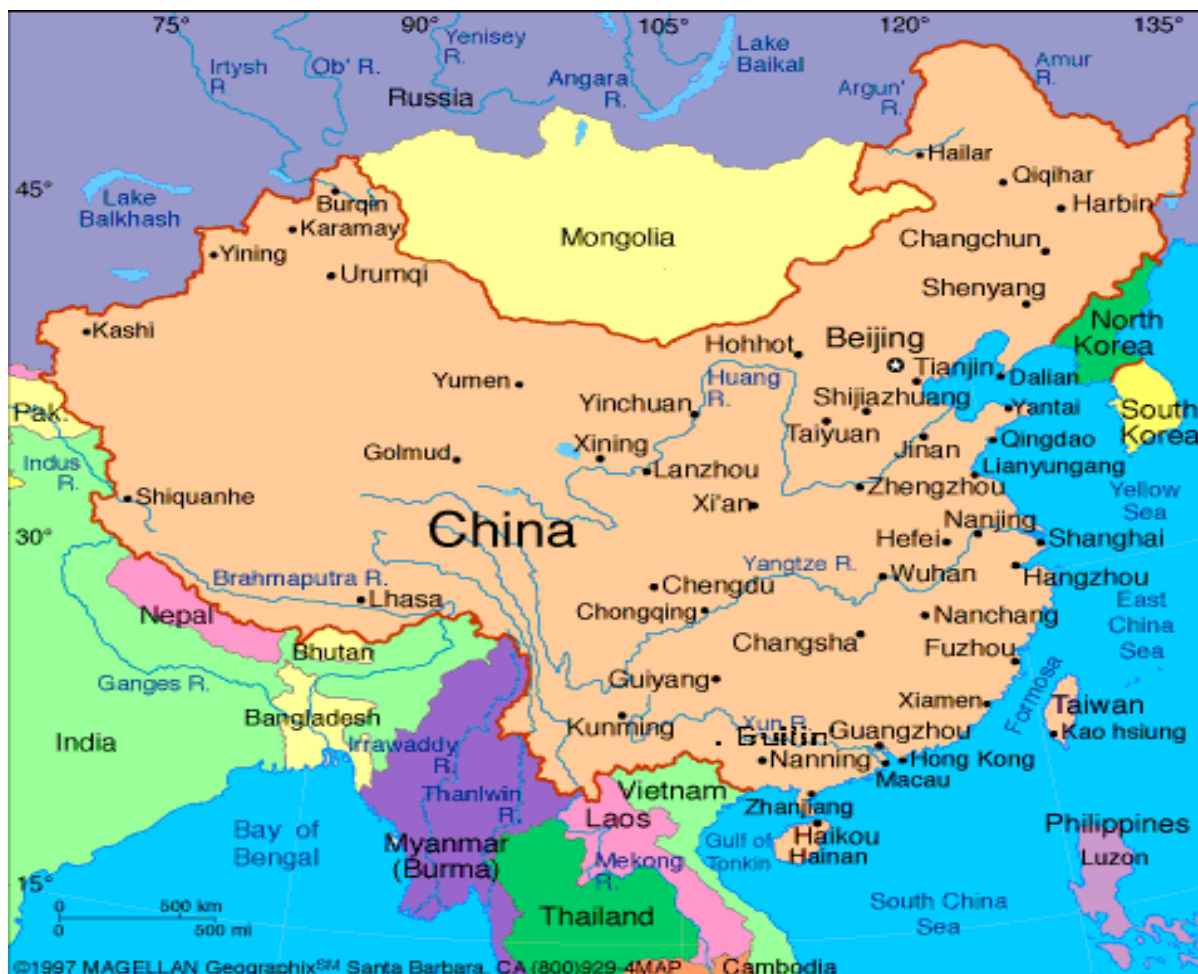 75°
90°
105°
120°
135°
Yenisey
R.
Irtysh
R.
Ob' R.
Lake
Baikal
Amur
R.
Angara
R.
Argun'
R.
Russia
Hailar
Qiqihar
45°
Lake
Balkhash
Burqin
Karamay
Harbin
Mongolia
Changchun
Yining
Urumqi
Shenyang
Kashi
North
Korea
Hohhot
Beijing
Tianjin
Dalian
Huang
R.
Yumen
Shijiazhuang
Yinchuan
Yantai
Pak.
South
Korea
Taiyuan
Jinan
Qingdao
Golmud
Xining
Lanzhou
Lianyungang
Indus
R.
Shiquanhe
Zhengzhou
Yellow
Sea
Xi'an
China
Nanjing
30°
Hefei
Shanghai
Yangtze R.
Brahmaputra R.
Wuhan
Hangzhou
Chengdu
Lhasa
Chongqing
Nepal
Nanchang
East
China
Sea
Changsha
Fuzhou
Bhutan
Ganges R.
Guiyang
Xiamen
Formosa
Taiwan
Bangladesh
Kunming
Xun R.
Guilin
Guangzhou
Kao hsiung
India
Irrawaddy
R.
Nanning
Hong Kong
Macau
Vietnam
Thanlwin
R.
Zhanjiang
Laos
Bay of
Bengal
Myanmar
(Burma)
Gulf of
Tonkin
Haikou
Hainan
Philippines
Luzon
Mekong
R.
15°
0 500 km
0 500 mi
Thailand
South China
Sea
©1997 MAGELLAN Geographix℠ Santa Barbara, CA (800)929-4MAP
Cambodia